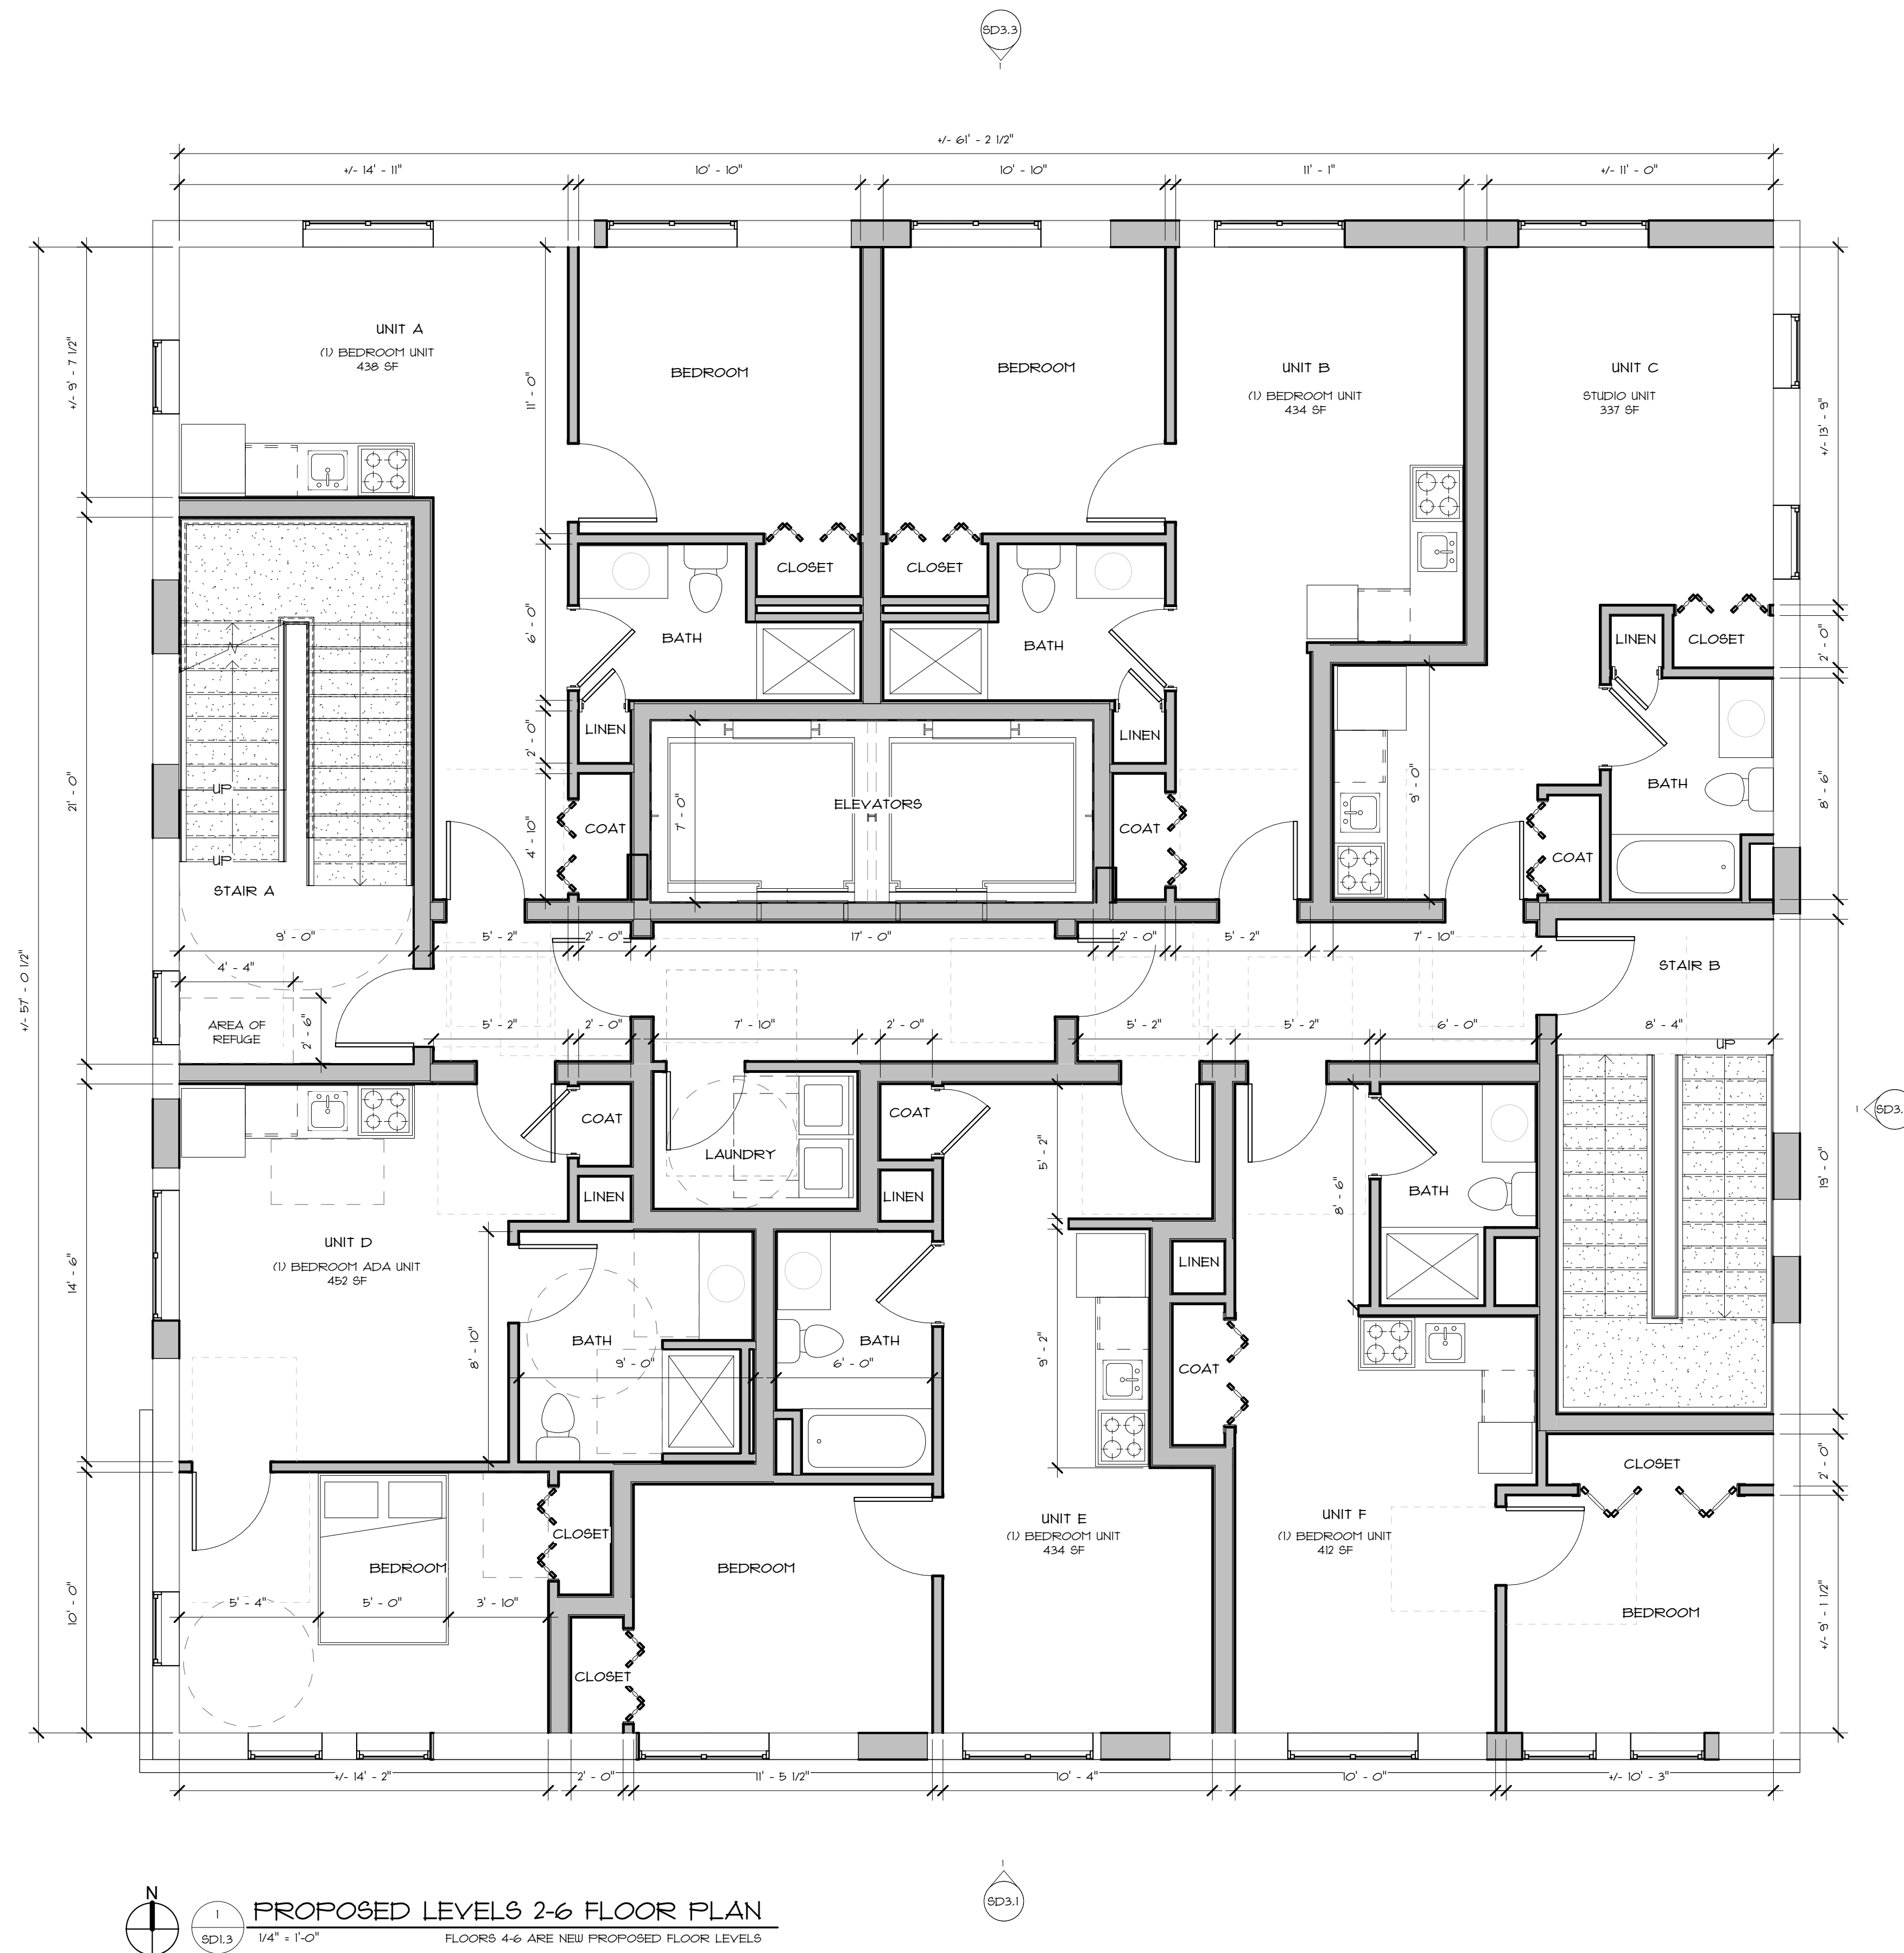 SD3.3
1
+/- 61' - 2 1/2"
+/- 14' - 11"
10' - 10"
10' - 10"
11' - 1"
+/- 11' - 0"
+/- 57' - 0 1/2"
+/- 9' - 7 1/2"
21' - 0"
14' - 6"
10' - 0"
UNIT A
(1) BEDROOM UNIT
438 SF
11' - 0"
6' - 0"
2' - 0"
4' - 10"
BEDROOM
BEDROOM
UNIT B
(1) BEDROOM UNIT
434 SF
UNIT C
STUDIO UNIT
337 SF
+/- 13' - 9"
2' - 0"
8' - 6"
19' - 0"
2' - 0"
+/- 9' - 1 1/2"
CLOSET
CLOSET
BATH
BATH
LINEN
CLOSET
LINEN
LINEN
BATH
9' - 0"
7' - 0"
ELEVATORS
UP
UP
COAT
COAT
COAT
STAIR A
9' - 0"
5' - 2"
2' - 0"
17' - 0"
2' - 0"
5' - 2"
7' - 10"
4' - 4"
STAIR B
AREA OF
REFUGE
2' - 6"
5' - 2"
2' - 0"
7' - 10"
2' - 0"
5' - 2"
5' - 2"
6' - 0"
8' - 4"
UP
1
COAT
COAT
LAUNDRY
5' - 2"
LINEN
LINEN
8' - 6"
BATH
UNIT D
(1) BEDROOM ADA UNIT
452 SF
LINEN
8' - 10"
BATH
9' - 0"
BATH
6' - 0"
9' - 2"
COAT
CLOSET
UNIT E
(1) BEDROOM UNIT
434 SF
UNIT F
(1) BEDROOM UNIT
412 SF
CLOSET
BEDROOM
BEDROOM
5' - 4"
5' - 0"
3' - 10"
BEDROOM
CLOSET
+/- 14' - 2"
2' - 0"
11' - 5 1/2"
10' - 4"
10' - 0"
+/- 10' - 3"
1
SD3.1
N
1
SD1.3
PROPOSED LEVELS 2-6 FLOOR PLAN
1/4" = 1'-0"
FLOORS 4-6 ARE NEW PROPOSED FLOOR LEVELS